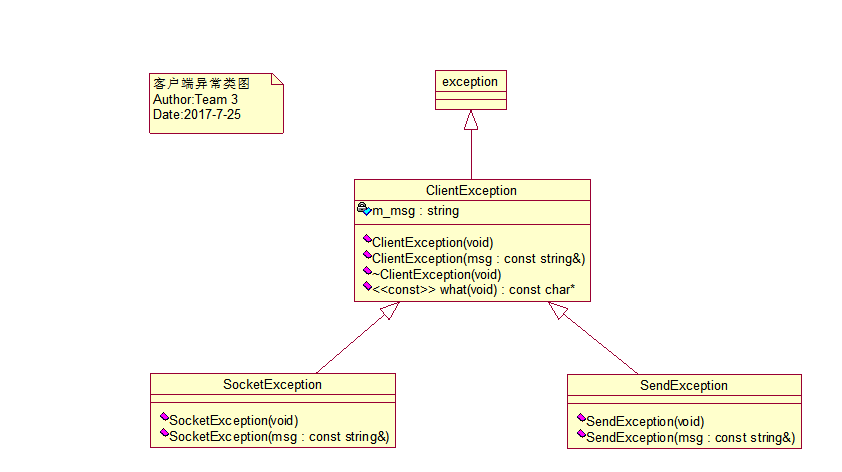 客户端异常类图
Author:Team 3
Date:2017-7-25
exception
ClientException
m_msg : string
ClientException(void)
ClientException(msg : const string&)
~ClientException(void)
<<const>> what(void) : const char*
SocketException
SocketException(void)
SocketException(msg : const string&)
SendException
SendException(void)
SendException(msg : const string&)